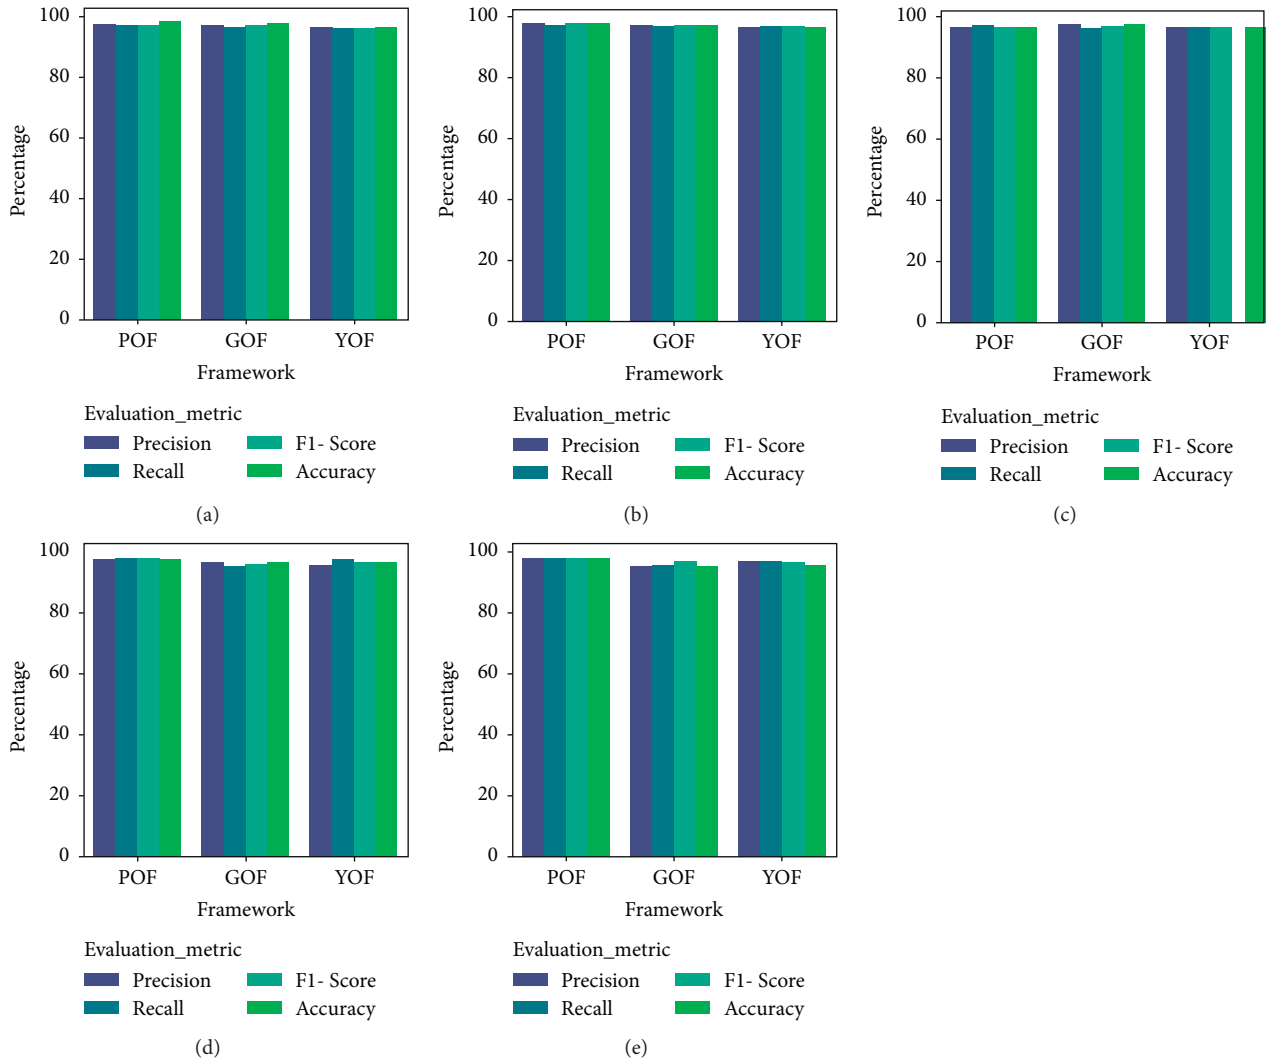 100
80
60
40
20
0
Percentage
POF GOF YOF
Framework
Evaluation_metric
Precision F1- Score
Recall Accuracy
(a)
100
80
60
40
20
0
Percentage
POF GOF YOF
Framework
Evaluation_metric
Precision F1- Score
Recall Accuracy
(b)
100
80
60
40
20
0
Percentage
POF GOF YOF
Framework
Evaluation_metric
Precision F1- Score
Recall Accuracy
(c)
100
80
60
40
20
0
Percentage
POF GOF YOF
Framework
Evaluation_metric
Precision F1- Score
Recall Accuracy
(d)
100
80
60
40
20
0
Percentage
POF GOF YOF
Framework
Evaluation_metric
Precision F1- Score
Recall Accuracy
(e)